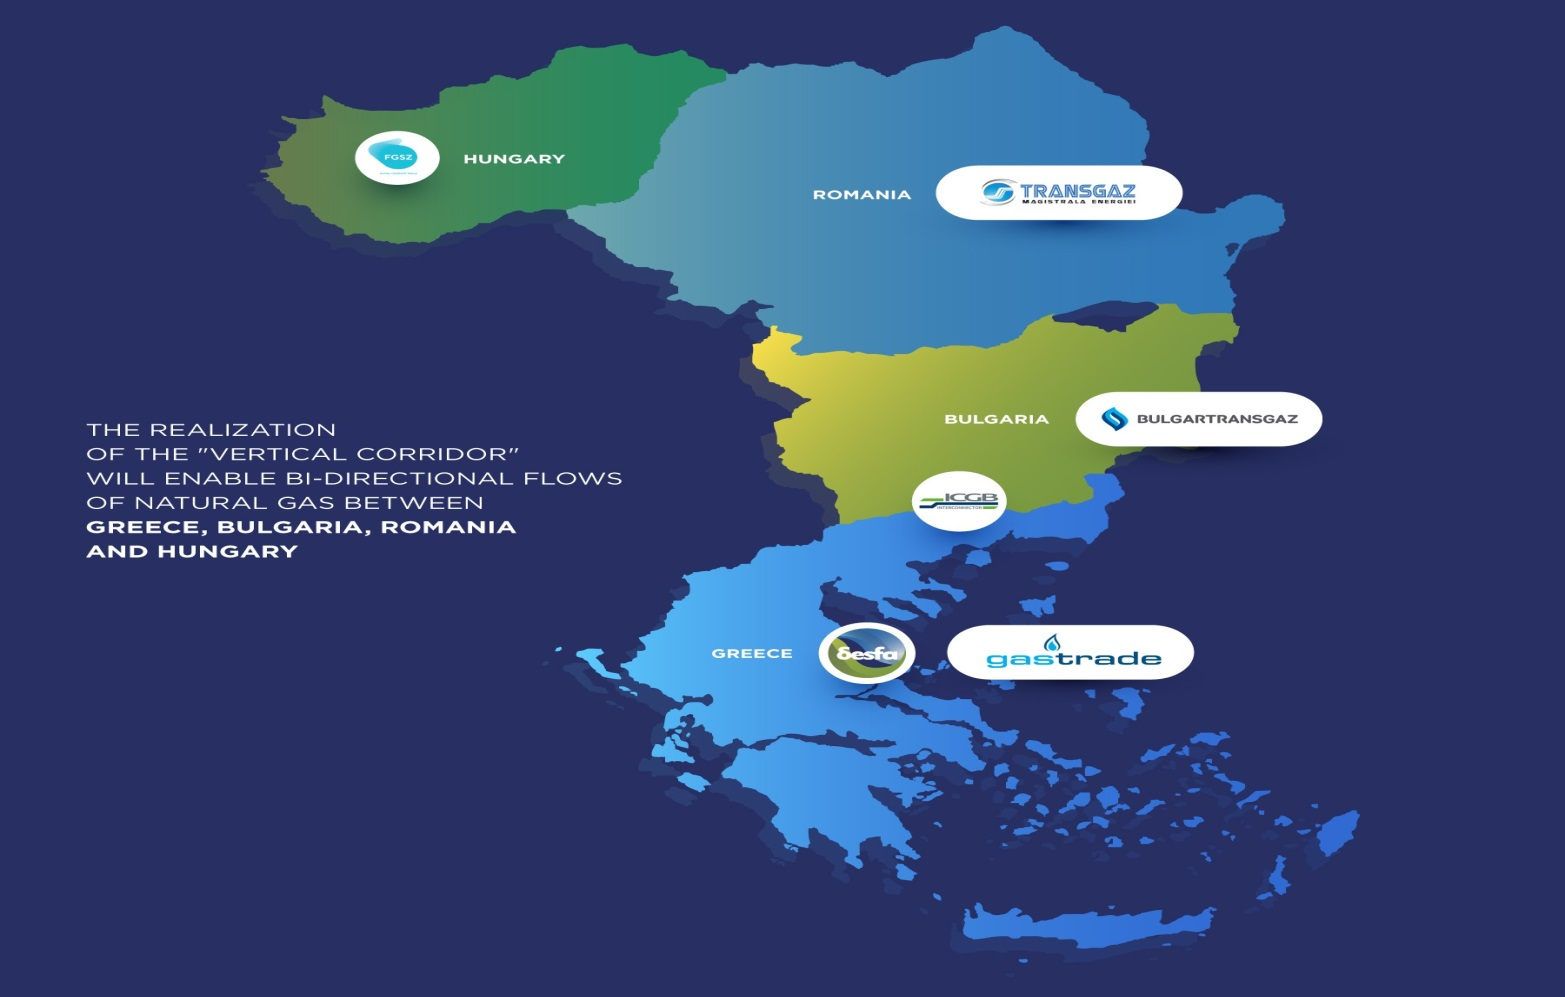 FGSZ
HUNGARY
ROMANIA
TRANSGAZ
MAGISTRALA ENERGIEI
BULGARIA
BULGARTRANSGAZ
ICGB
INTERCONNECTOR
THE REALIZATION
OF THE "VERTICAL CORRIDOR"
WILL ENABLE BI-DIRECTIONAL FLOWS
OF NATURAL GAS BETWEEN
GREECE, BULGARIA, ROMANIA
AND HUNGARY
GREECE
δesfa
gastrade